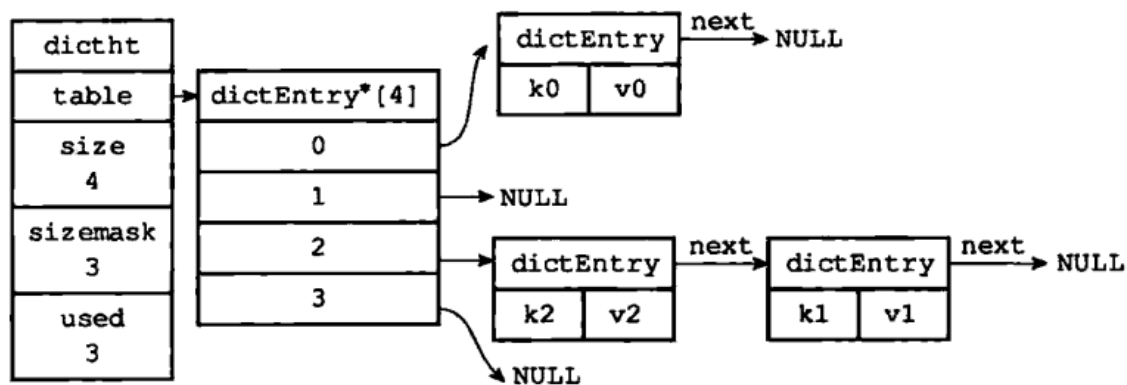 dictht
table
size
4
sizemask
3
used
3
dictEntry*[4]
0
1
2
3
dictEntry
k0 v0
next
NULL
NULL
dictEntry
k2 v2
next
dictEntry
k1 v1
next
NULL
NULL